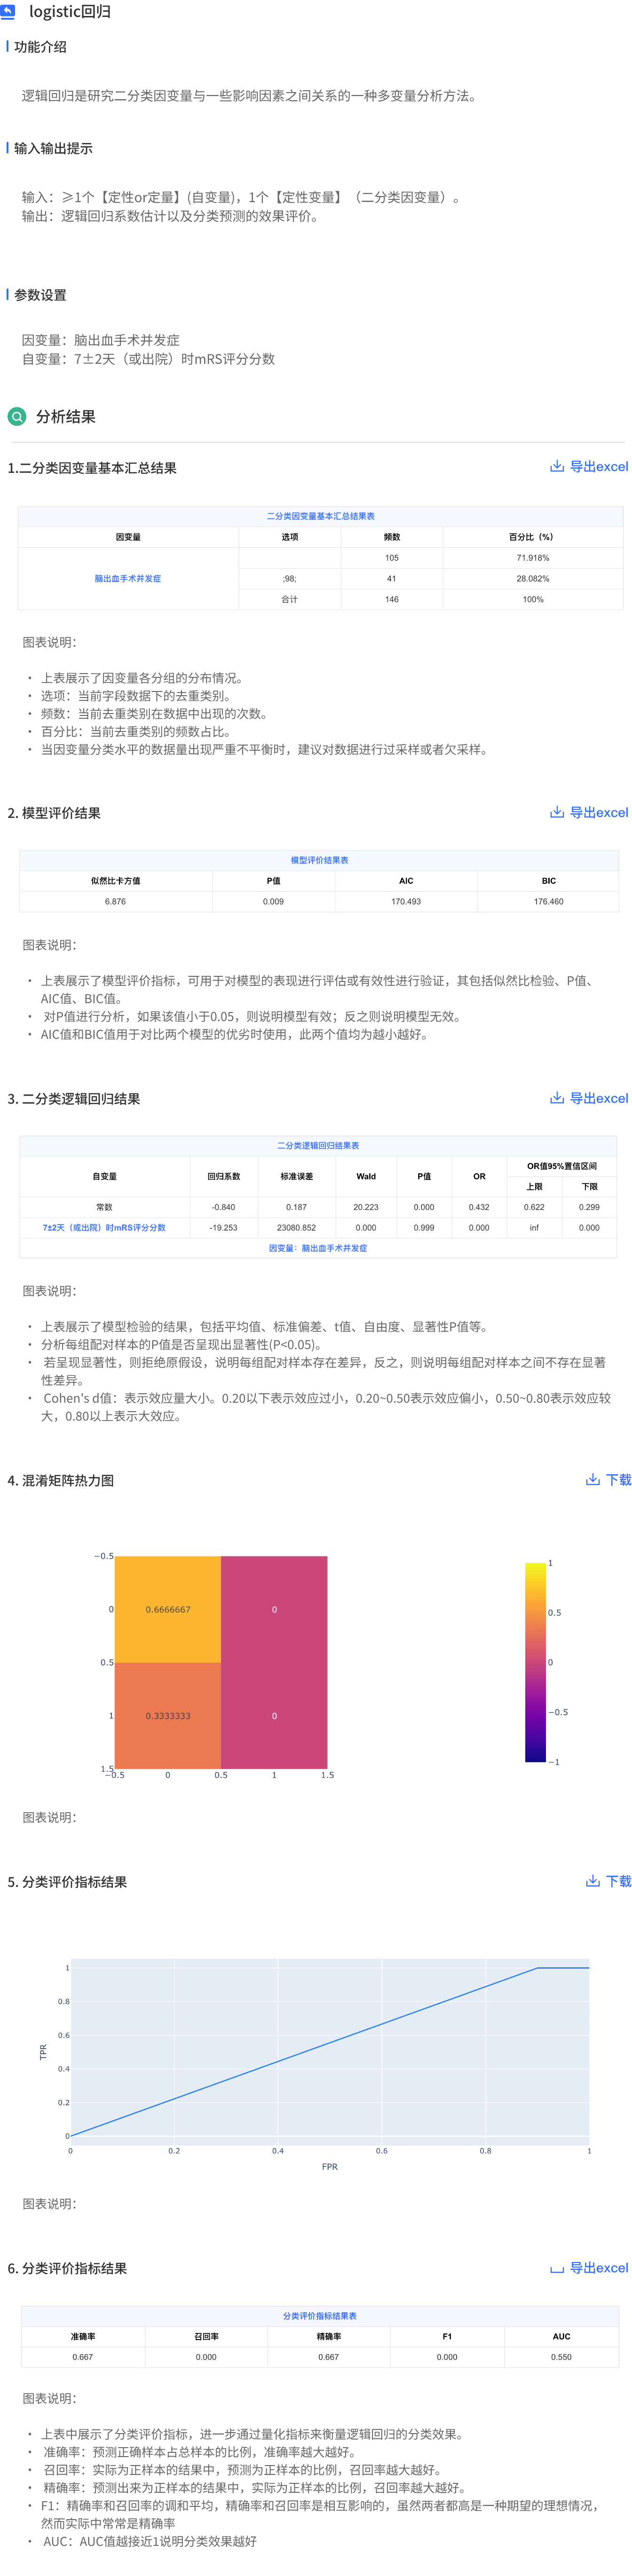 logistic回归
功能介绍
逻辑回归是研究二分类因变量与一些影响因素之间关系的一种多变量分析方法。
输入输出提示
输入：≥1个【定性or定量】(自变量)，1个【定性变量】（二分类因变量）。
输出：逻辑回归系数估计以及分类预测的效果评价。
参数设置
因变量：脑出血手术并发症
自变量：7±2天（或出院）时mRS评分分数
分析结果
1.二分类因变量基本汇总结果 导出excel
二分类因变量基本汇总结果表
因变量 选项 频数 百分比（%）
105 71.918%
脑出血手术并发症 ;98; 41 28.082%
合计 146 100%
图表说明：
• 上表展示了因变量各分组的分布情况。
• 选项：当前字段数据下的去重类别。
• 频数：当前去重类别在数据中出现的次数。
• 百分比：当前去重类别的频数占比。
• 当因变量分类水平的数据量出现严重不平衡时，建议对数据进行过采样或者欠采样。
2. 模型评价结果 导出excel
模型评价结果表
似然比卡方值 P值 AIC BIC
6.876 0.009 170.493 176.460
图表说明：
• 上表展示了模型评价指标，可用于对模型的表现进行评估或有效性进行验证，其包括似然比检验、P值、
AIC值、BIC值。
• 对P值进行分析，如果该值小于0.05，则说明模型有效；反之则说明模型无效。
• AIC值和BIC值用于对比两个模型的优劣时使用，此两个值均为越小越好。
3. 二分类逻辑回归结果 导出excel
二分类逻辑回归结果表
自变量 回归系数 标准误差 Wald P值 OR OR值95%置信区间
上限 下限
常数 -0.840 0.187 20.223 0.000 0.432 0.622 0.299
7±2天（或出院）时mRS评分分数 -19.253 23080.852 0.000 0.999 0.000 inf 0.000
因变量：脑出血手术并发症
图表说明：
• 上表展示了模型检验的结果，包括平均值、标准偏差、t值、自由度、显著性P值等。
• 分析每组配对样本的P值是否呈现出显著性(P<0.05)。
• 若呈现显著性，则拒绝原假设，说明每组配对样本存在差异，反之，则说明每组配对样本之间不存在显著
性差异。
• Cohen's d值：表示效应量大小。0.20以下表示效应过小，0.20~0.50表示效应偏小，0.50~0.80表示效应较
大，0.80以上表示大效应。
4. 混淆矩阵热力图 下载
−0.5
0
0.5
1
1.5
0.6666667 0
0.3333333 0
−0.5 0 0.5 1 1.5
1
0.5
0
−0.5
−1
图表说明：
5. 分类评价指标结果 下载
1
0.8
0.6
0.4
0.2
0
TPR
0 0.2 0.4 0.6 0.8 1
FPR
图表说明：
6. 分类评价指标结果 导出excel
分类评价指标结果表
准确率 召回率 精确率 F1 AUC
0.667 0.000 0.667 0.000 0.550
图表说明：
• 上表中展示了分类评价指标，进一步通过量化指标来衡量逻辑回归的分类效果。
• 准确率：预测正确样本占总样本的比例，准确率越大越好。
• 召回率：实际为正样本的结果中，预测为正样本的比例，召回率越大越好。
• 精确率：预测出来为正样本的结果中，实际为正样本的比例，召回率越大越好。
• F1：精确率和召回率的调和平均，精确率和召回率是相互影响的，虽然两者都高是一种期望的理想情况，
然而实际中常常是精确率
• AUC：AUC值越接近1说明分类效果越好